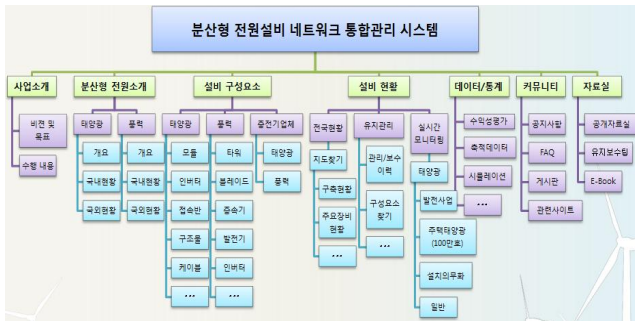 분산형 전원설비 네트워크 통합관리 시스템
사업소개
분산형 전원소개
설비 구성요소
설비 현황
데이터/통계
커뮤니티
자료실
비전 및
목표
수행 내용
태양광
개요
국내현황
국외현황
풍력
개요
국내현황
국외현황
태양광
모듈
인버터
접속반
구조물
케이블
...
풍력
타워
블레이드
증속기
발전기
인버터
...
중전기업체
태양광
풍력
전국현황
지도찾기
구축현황
주요장비
현황
...
유지관리
관리/보수
이력
구성요소
찾기
...
실시간
모니터링
태양광
발전사업
주택태양광
(100만호)
설치의무화
일반
수익성평가
축적데이터
시뮬레이션
...
공지사항
FAQ
게시판
관련사이트
공개자료실
유지보수팁
E-Book